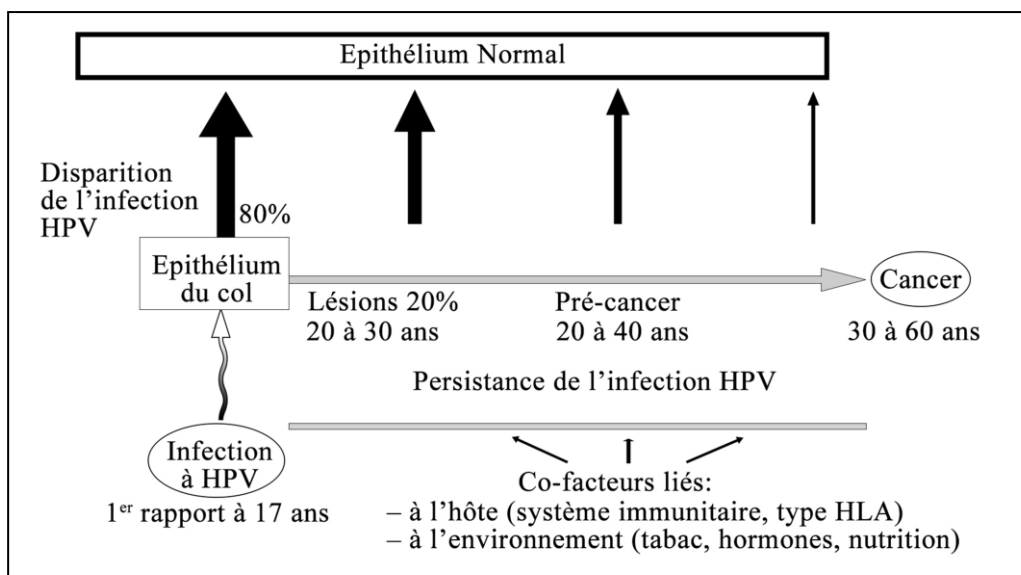 Epithélium Normal
Disparition
de l’infection
HPV
80%
Epithélium
du col
Lésions 20%
20 à 30 ans
Pré-cancer
20 à 40 ans
Cancer
30 à 60 ans
Persistance de l’infection HPV
Infection
à HPV
1er rapport à 17 ans
Co-facteurs liés:
– à l’hôte (système immunitaire, type HLA)
– à l’environnement (tabac, hormones, nutrition)